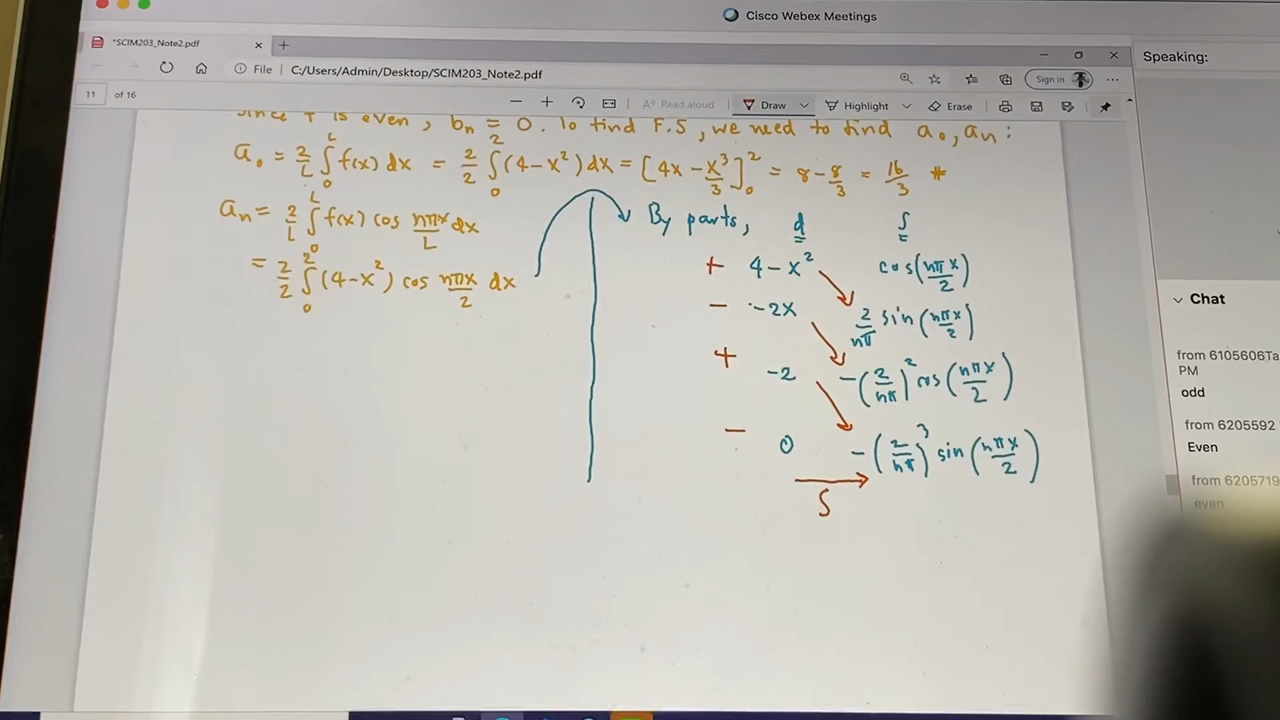 Cisco Webex Meetings
*SCIM203_Note2.pdf
File | C:/Users/Admin/Desktop/SCIM203_Note2.pdf
Sign in
11 of 16
Read aloud Draw Highlight Erase
Speaking:
since f is even, bn = 0. To find F.S, we need to find a₀, an :
a₀ = 2/L ∫₀ᴸ f(x) dx = 2/2 ∫₀² (4-x²) dx = [4x - x³/3]₀² = 8 - 8/3 = 16/3 #
an = 2/L ∫₀ᴸ f(x) cos nπx/L dx
= 2/2 ∫₀² (4-x²) cos nπx/2 dx
By parts, d ∫
+ 4-x² cos(nπx/2)
- -2x 2/nπ sin(nπx/2)
+ -2 -(2/nπ)² cos(nπx/2)
- 0 -(2/nπ)³ sin(nπx/2)
∫
Chat
from 6105606Ta
PM
odd
from 6205592
Even
from 6205719
even